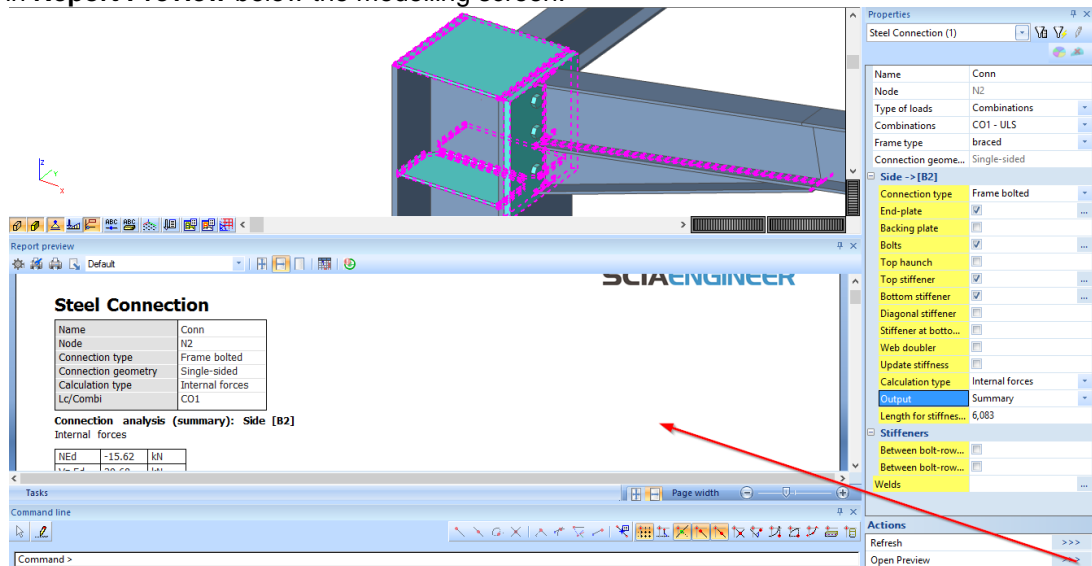 in Report Preview below the modelling screen.
Properties
Steel Connection (1)
Name Conn
Node N2
Type of loads Combinations
Combinations CO1 - ULS
Frame type braced
Connection geome... Single-sided
Side ->[B2]
Connection type Frame bolted
End-plate ...
Backing plate
Bolts ...
Top haunch
Top stiffener ...
Bottom stiffener ...
Diagonal stiffener
Stiffener at botto...
Web doubler
Update stiffness
Calculation type Internal forces
Output Summary
Length for stiffnes... 6,083
Stiffeners
Between bolt-row...
Between bolt-row...
Welds ...
Actions
Refresh >>>
Open Preview >>>
z
y
x
ABC ABC
Report preview
Default
SCIAENGINEER
Steel Connection
Name Conn
Node N2
Connection type Frame bolted
Connection geometry Single-sided
Calculation type Internal forces
Lc/Combi CO1
Connection analysis (summary): Side [B2]
Internal forces
NEd -15.62 kN
Tasks
Page width
Command line
Command >